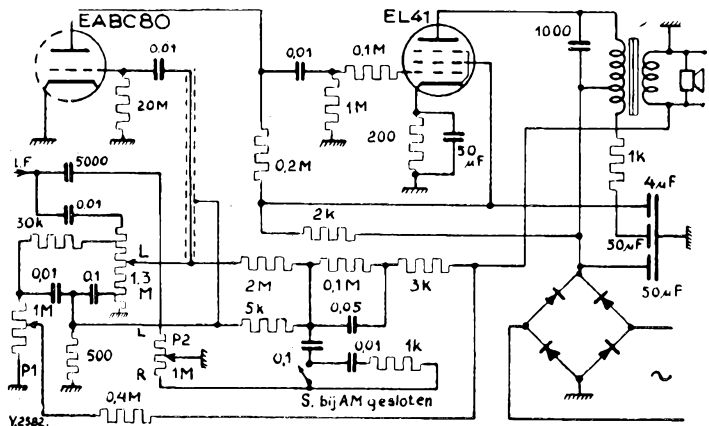 EABC80
EL41
0,01
0,01
0,1M
1000
20M
1M
200
50
µF
1k
L.F
5000
0,2M
4µF
0,01
2k
30k
L
50µF
50µF
1.3
M
0,01
0.1
2M
0,1M
3k
1M
5k
0,05
L
P2
500
0,01
1k
P1
R
1M
0.1
~
S. bij AM gesloten
0,4M
V.2582.